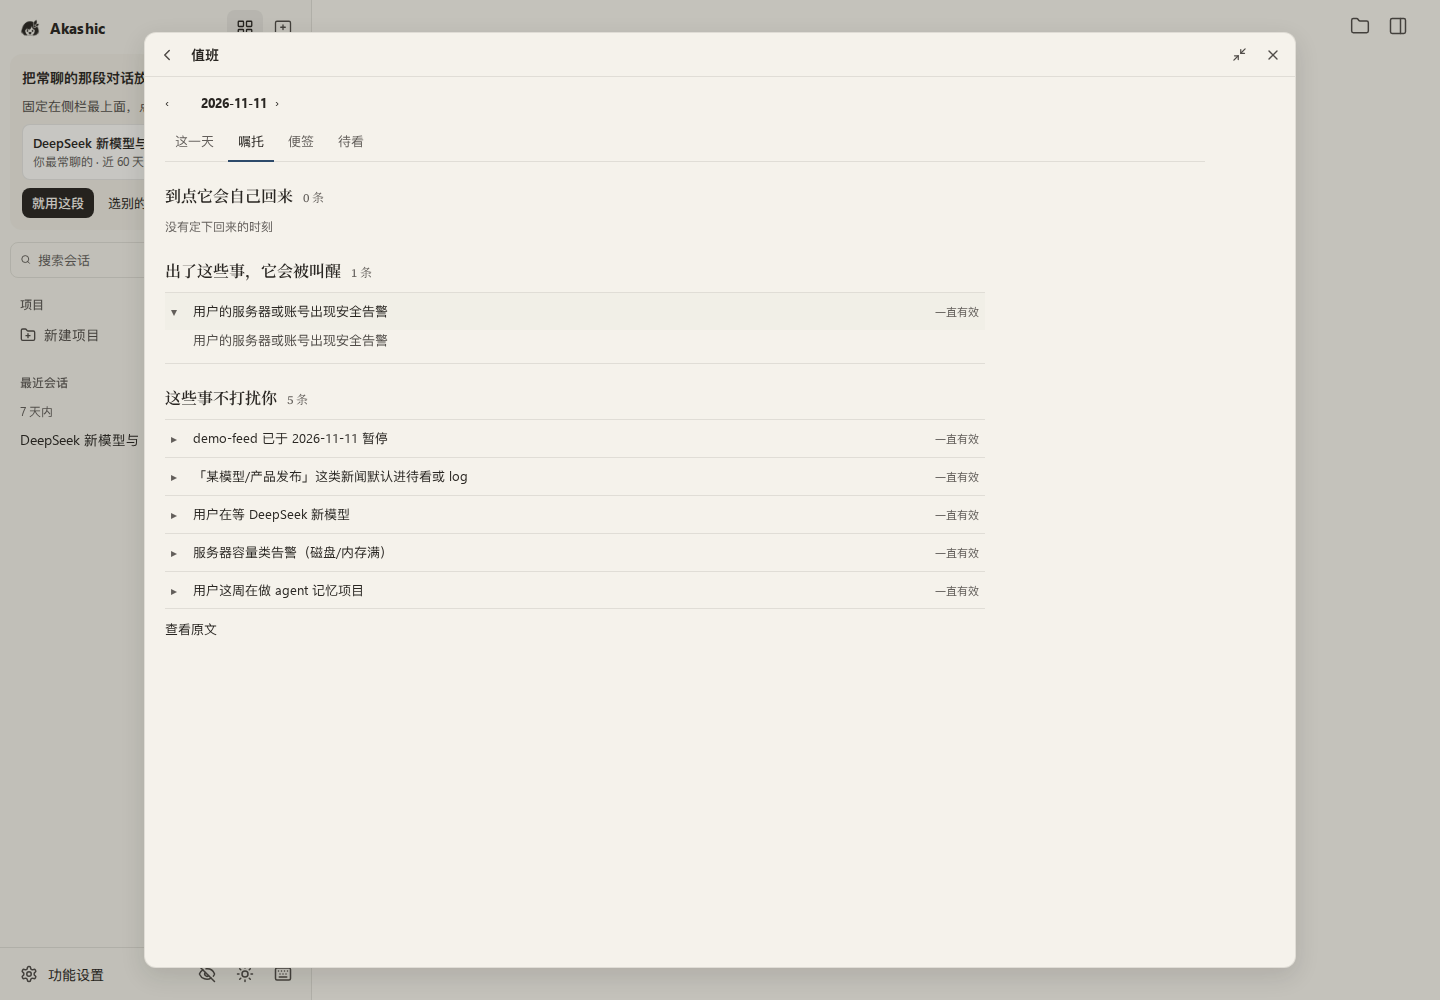 Akashic
把常聊的那段对话放
固定在侧栏最上面，
DeepSeek 新模型与
你最常聊的 · 近 60 天
就用这段
选别的
搜索会话
项目
新建项目
最近会话
7 天内
DeepSeek 新模型与
功能设置
值班
‹ 2026-11-11 ›
这一天 嘱托 便签 待看
到点它会自己回来 0 条
没有定下回来的时刻
出了这些事，它会被叫醒 1 条
▾ 用户的服务器或账号出现安全告警 一直有效
用户的服务器或账号出现安全告警
这些事不打扰你 5 条
▸ demo-feed 已于 2026-11-11 暂停 一直有效
▸ 「某模型/产品发布」这类新闻默认进待看或 log 一直有效
▸ 用户在等 DeepSeek 新模型 一直有效
▸ 服务器容量类告警（磁盘/内存满） 一直有效
▸ 用户这周在做 agent 记忆项目 一直有效
查看原文